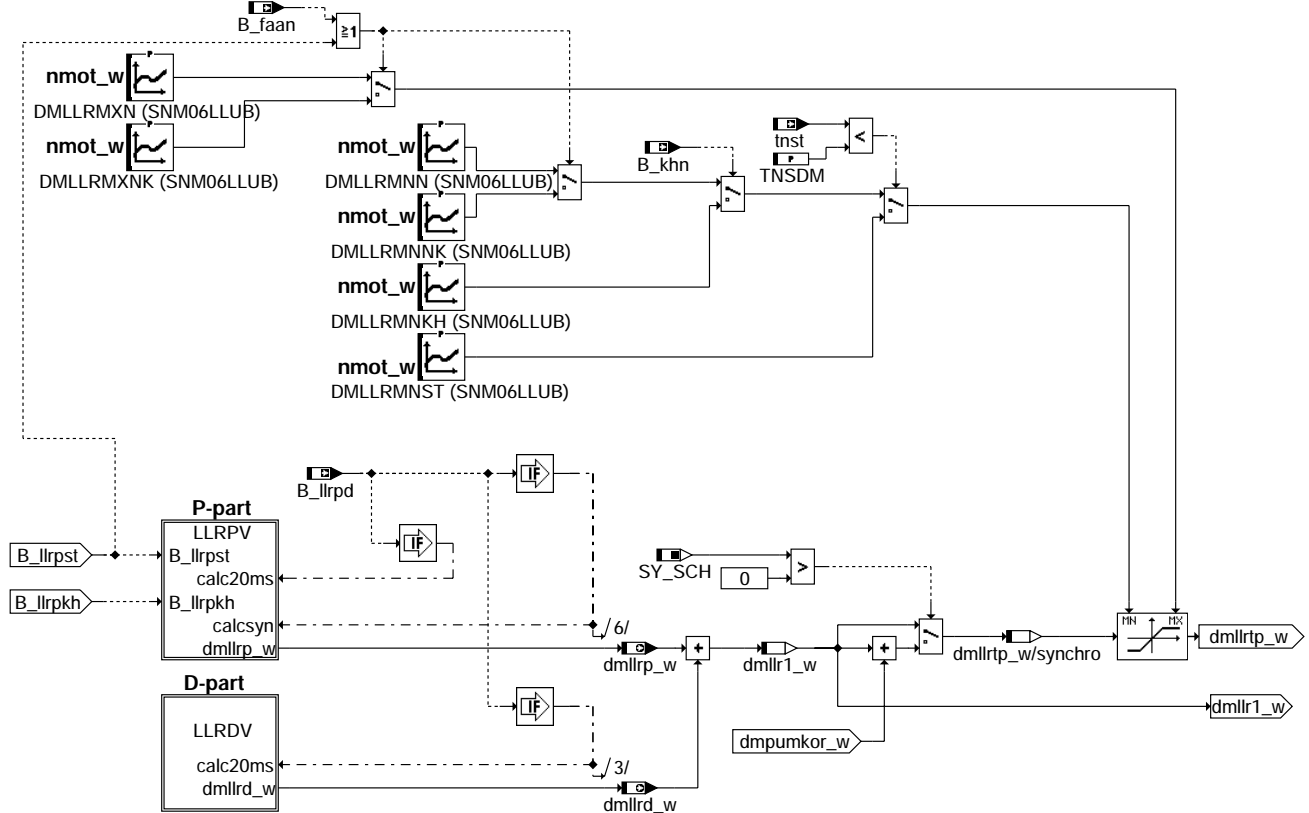 B_faan
≥1
P
nmot_w
DMLLRMXN (SNM06LLUB)
P
nmot_w
DMLLRMXNK (SNM06LLUB)
P
nmot_w
DMLLRMNN (SNM06LLUB)
P
nmot_w
DMLLRMNNK (SNM06LLUB)
P
nmot_w
DMLLRMNKH (SNM06LLUB)
P
nmot_w
DMLLRMNST (SNM06LLUB)
B_khn
tnst
<
P
TNSDM
B_llrpd
IF
IF
P-part
LLRPV
B_llrpst
B_llrpst
calc20ms
B_llrpkh
B_llrpkh
calcsyn
dmllrp_w
/6/
dmllrp_w
+
dmllr1_w
SY_SCH
0
>
+
dmllrtp_w/synchro
MN MX
dmllrtp_w
dmllr1_w
dmpumkor_w
D-part
LLRDV
IF
calc20ms
dmllrd_w
/3/
dmllrd_w